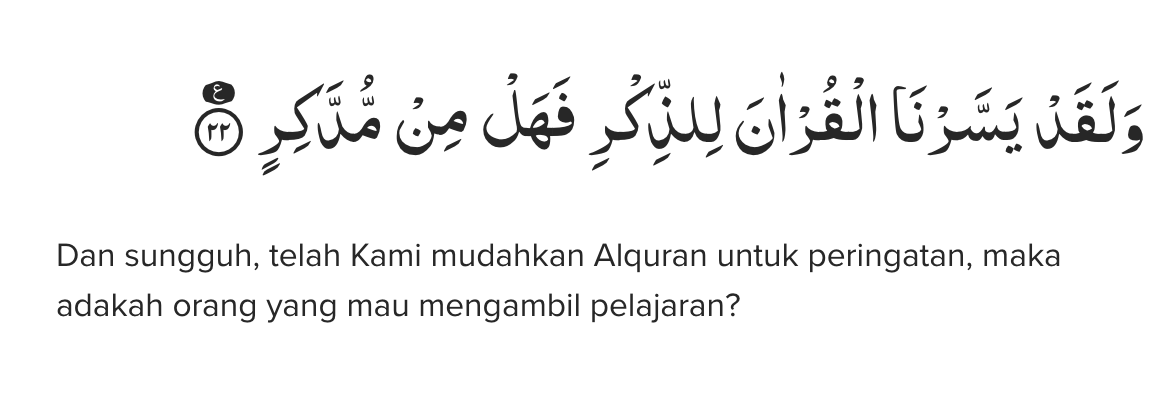 وَلَقَدْ يَسَّرْنَا الْقُرْاٰنَ لِلذِّكْرِ فَهَلْ مِنْ مُّدَّكِرٍ ࣖ ۝٢٢
Dan sungguh, telah Kami mudahkan Alquran untuk peringatan, maka
adakah orang yang mau mengambil pelajaran?